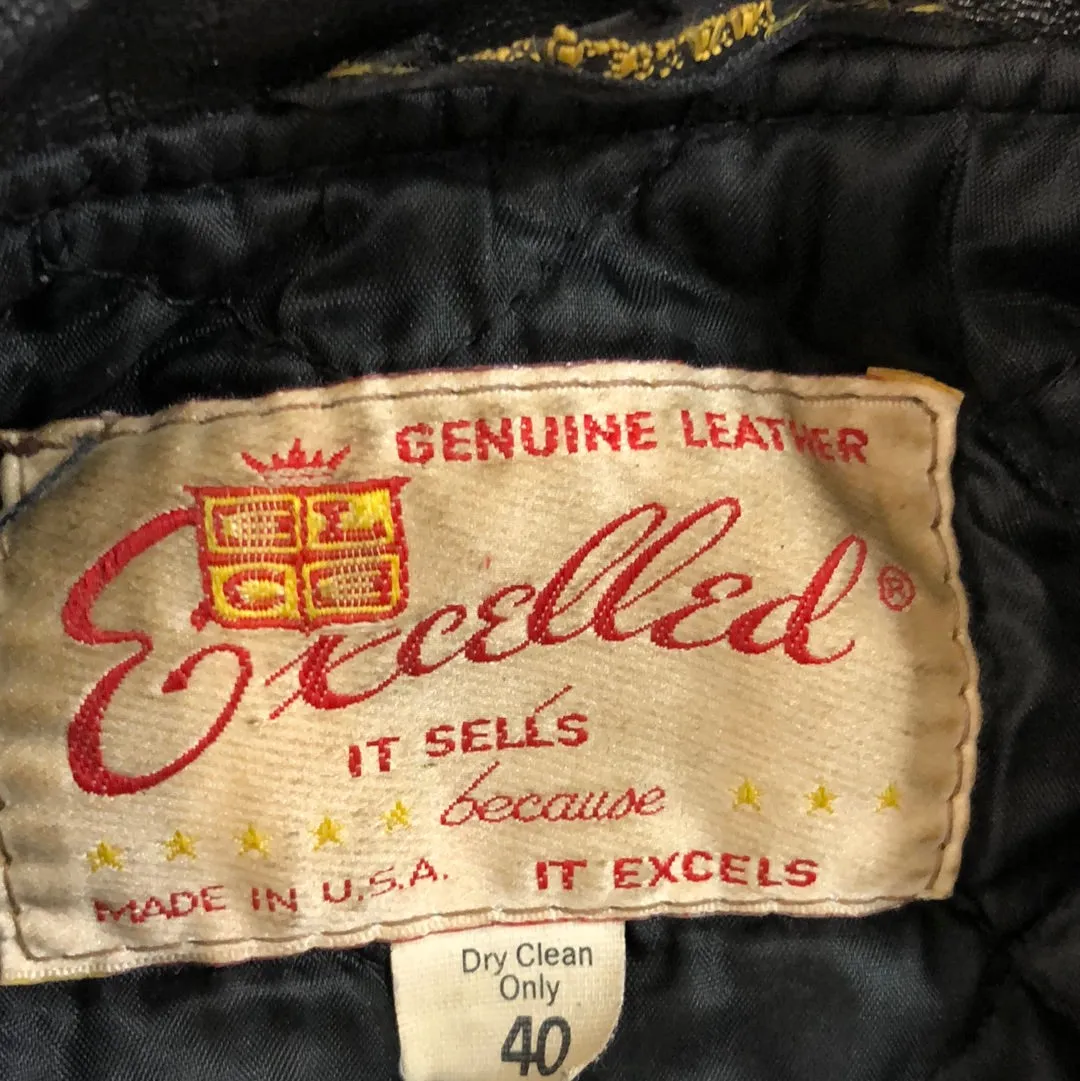 GENUINE LEATHER
Excelled ®
IT SELLS
because
MADE IN U.S.A. IT EXCELS
Dry Clean
Only
40